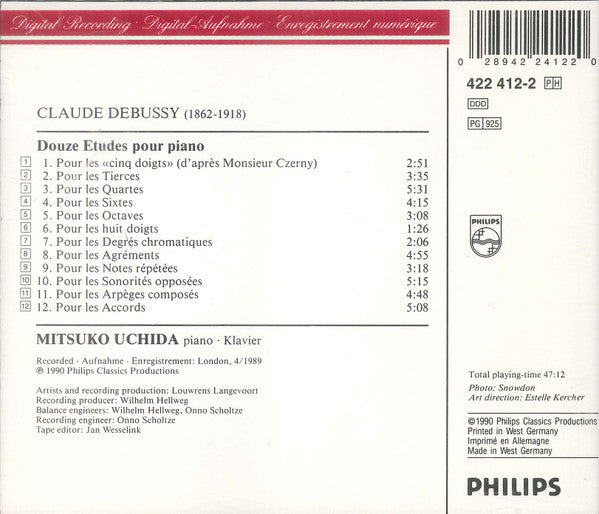 Digital Recording · Digital-Aufnahme · Enregistrement numérique
CLAUDE DEBUSSY (1862-1918)
Douze Etudes pour piano
1 1. Pour les «cinq doigts» (d'après Monsieur Czerny) 2:51
2 2. Pour les Tierces 3:35
3 3. Pour les Quartes 5:31
4 4. Pour les Sixtes 4:15
5 5. Pour les Octaves 3:08
6 6. Pour les huit doigts 1:26
7 7. Pour les Degrés chromatiques 2:06
8 8. Pour les Agréments 4:55
9 9. Pour les Notes répétées 3:18
10 10. Pour les Sonorités opposées 5:15
11 11. Pour les Arpèges composés 4:48
12 12. Pour les Accords 5:08
MITSUKO UCHIDA piano · Klavier
Recorded · Aufnahme · Enregistrement: London, 4/1989
℗ 1990 Philips Classics Productions
Artists and recording production: Louwrens Langevoort
Recording producer: Wilhelm Hellweg
Balance engineers: Wilhelm Hellweg, Onno Scholtze
Recording engineer: Onno Scholtze
Tape editor: Jan Wesselink
0 28942 24122 0
422 412-2 PH
DDD
PG 925
PHILIPS
Total playing-time 47:12
Photo: Snowdon
Art direction: Estelle Kercher
©1990 Philips Classics Productions
Printed in West Germany
Imprimé en Allemagne
Made in West Germany
PHILIPS